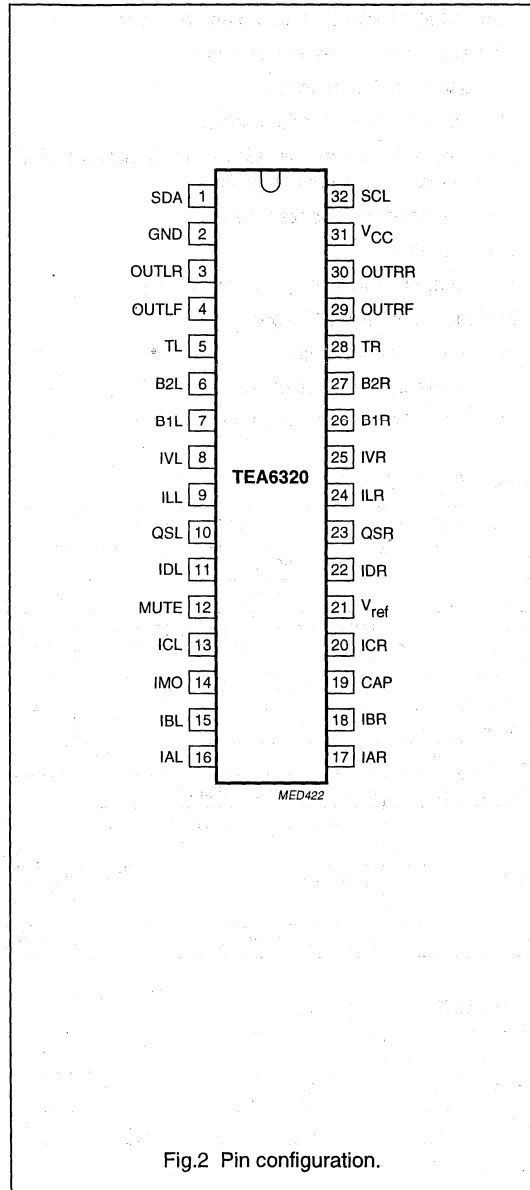 SDA 1 32 SCL
GND 2 31 VCC
OUTLR 3 30 OUTRR
OUTLF 4 29 OUTRF
TL 5 28 TR
B2L 6 27 B2R
B1L 7 26 B1R
IVL 8 25 IVR
TEA6320
ILL 9 24 ILR
QSL 10 23 QSR
IDL 11 22 IDR
MUTE 12 21 Vref
ICL 13 20 ICR
IMO 14 19 CAP
IBL 15 18 IBR
IAL 16 17 IAR
MED422
Fig.2 Pin configuration.